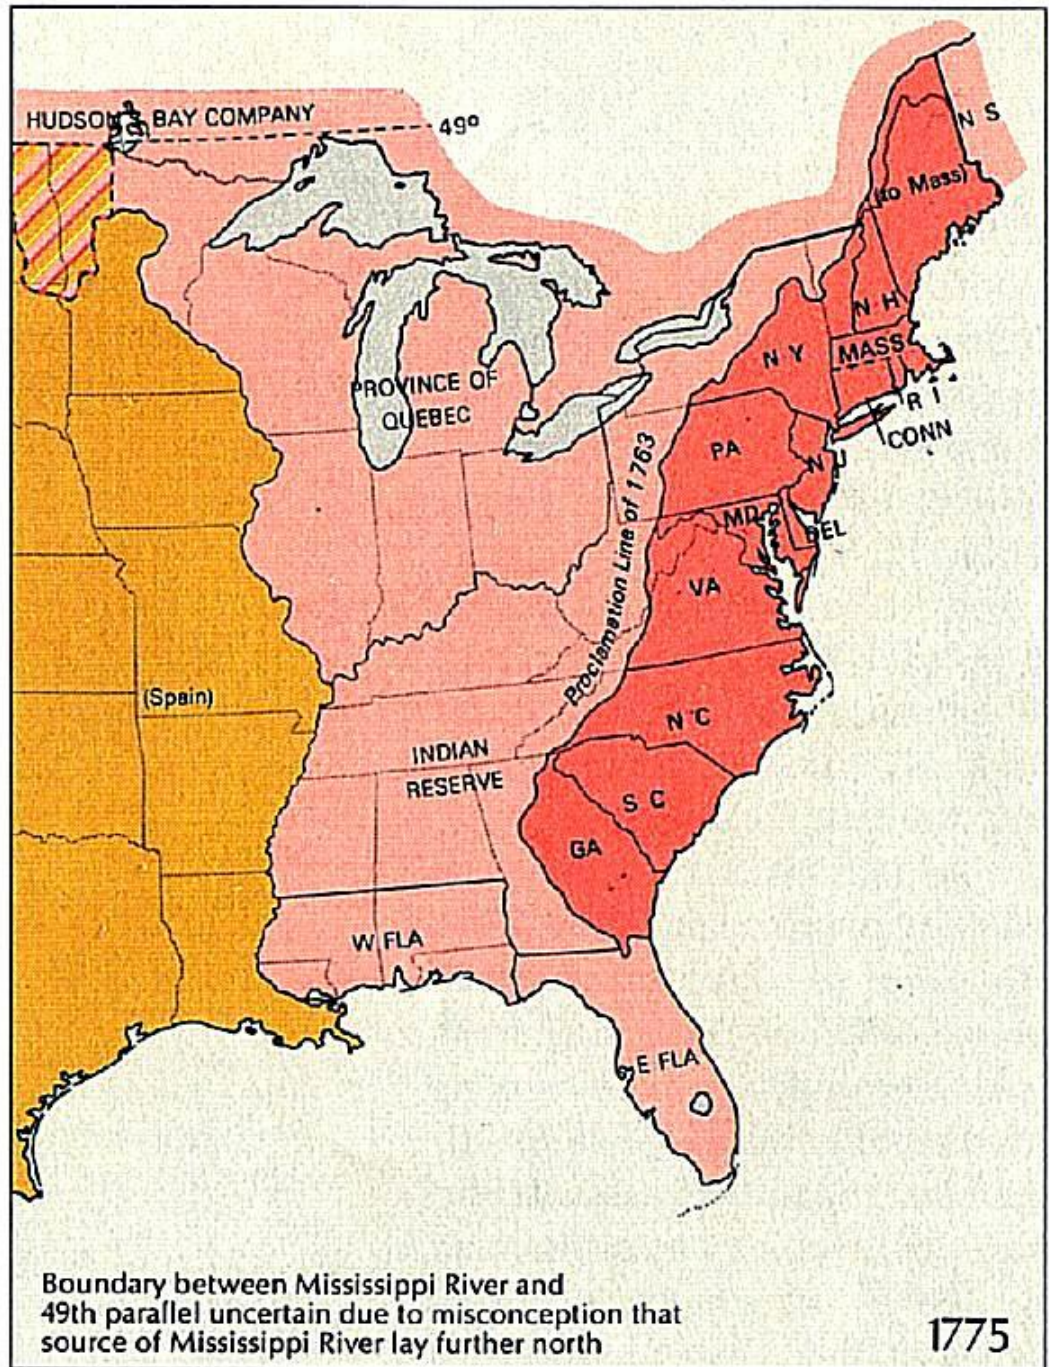 HUDSON'S BAY COMPANY
49º
N S
(to Mass)
N H
N Y
MASS
R I
CONN
PROVINCE OF
QUEBEC
PA
N J
Proclamation Line of 1763
MD
DEL
VA
(Spain)
N C
INDIAN
RESERVE
S C
GA
W FLA
E FLA
Boundary between Mississippi River and
49th parallel uncertain due to misconception that
source of Mississippi River lay further north
1775